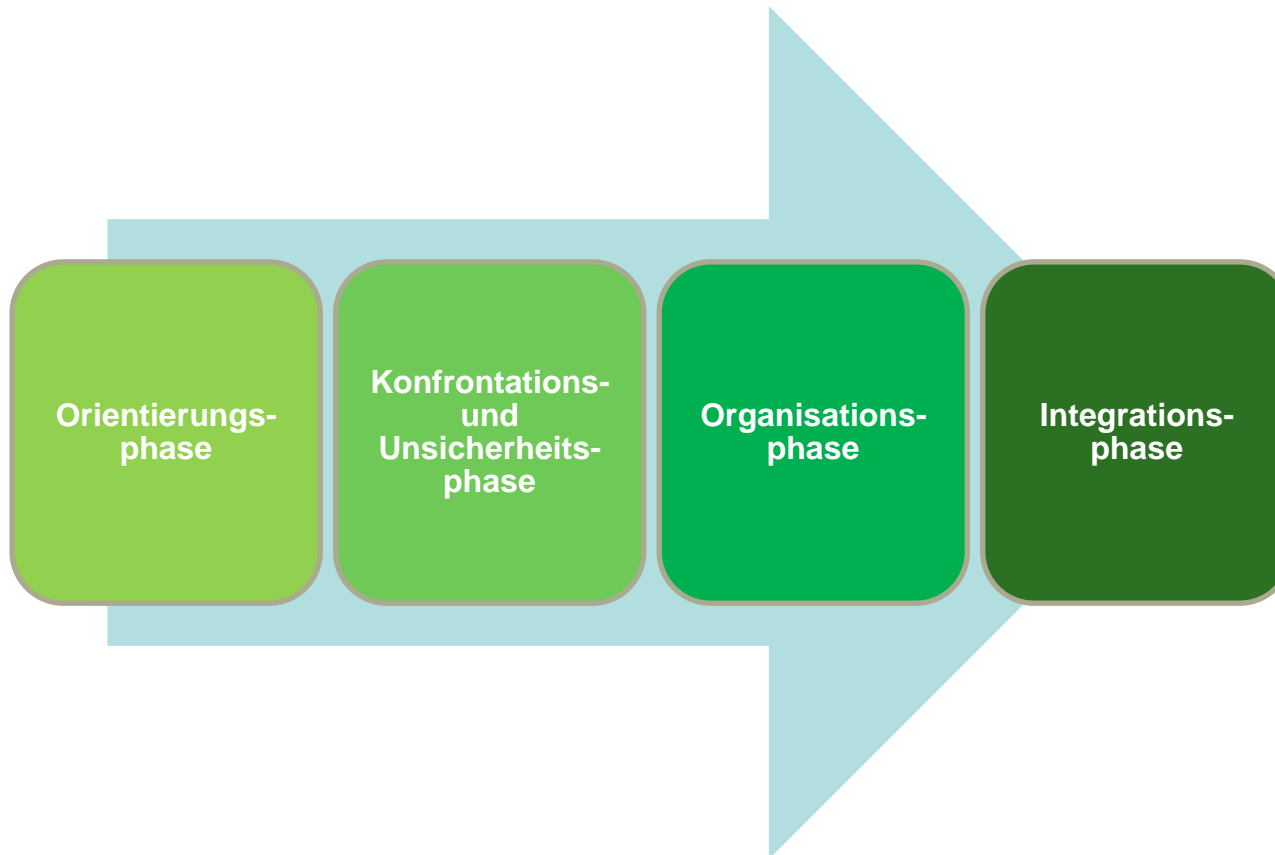 Orientierungs-
phase
Konfrontations-
und
Unsicherheits-
phase
Organisations-
phase
Integrations-
phase